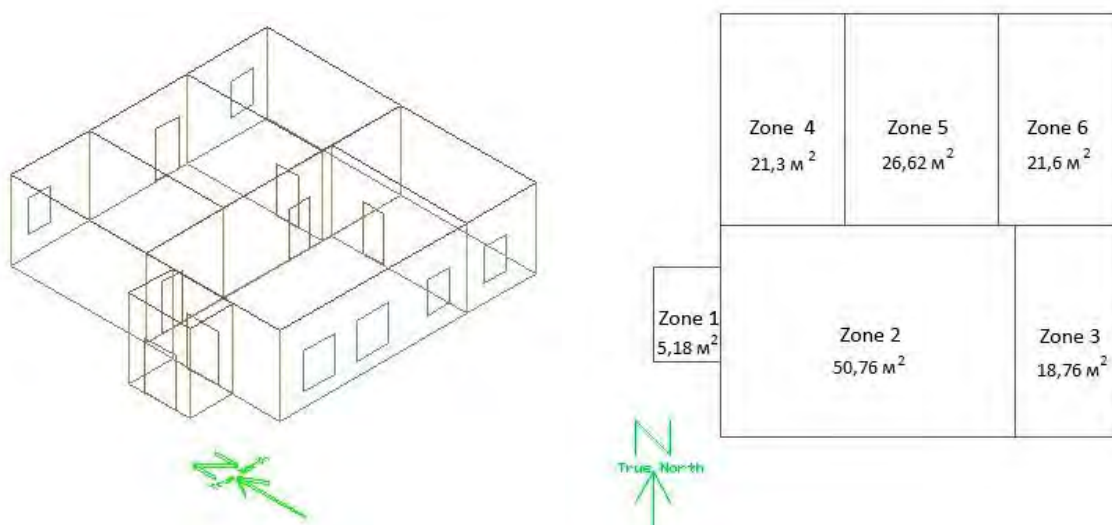 Zone 4
21,3 м²
Zone 5
26,62 м²
Zone 6
21,6 м²
Zone 1
5,18 м²
Zone 2
50,76 м²
Zone 3
18,76 м²
N
True North